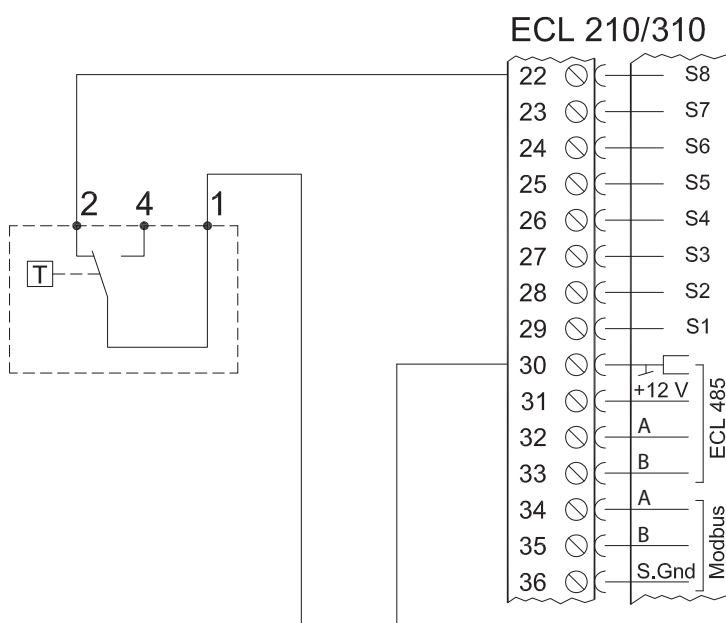 ECL 210/310
22 S8
23 S7
24 S6
2 4 1
25 S5
26 S4
27 S3
T
28 S2
29 S1
30
31 +12 V
32 A
33 B
ECL 485
34 A
35 B
36 S.Gnd
Modbus